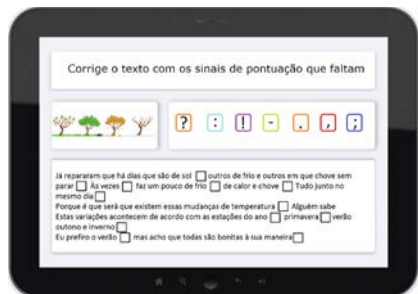 Corrige o texto com os sinais de pontuação que faltam
? : ! - . , ;
Já repararam que há dias que são de sol □ outros de frio e outros em que chove sem
parar □ Às vezes □ faz um pouco de frio □ de calor e chove □ Tudo junto no
mesmo dia □
Porque é que será que existem essas mudanças de temperatura □ Alguém sabe
Estas variações acontecem de acordo com as estações do ano □ primavera □ verão
outono e inverno □
Eu prefiro o verão □ mas acho que todas são bonitas à sua maneira □